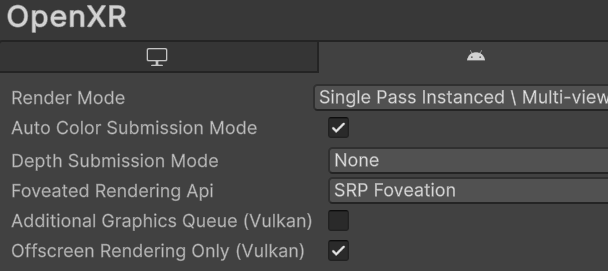 OpenXR
Render Mode Single Pass Instanced \ Multi-view
Auto Color Submission Mode
Depth Submission Mode None
Foveated Rendering Api SRP Foveation
Additional Graphics Queue (Vulkan)
Offscreen Rendering Only (Vulkan)